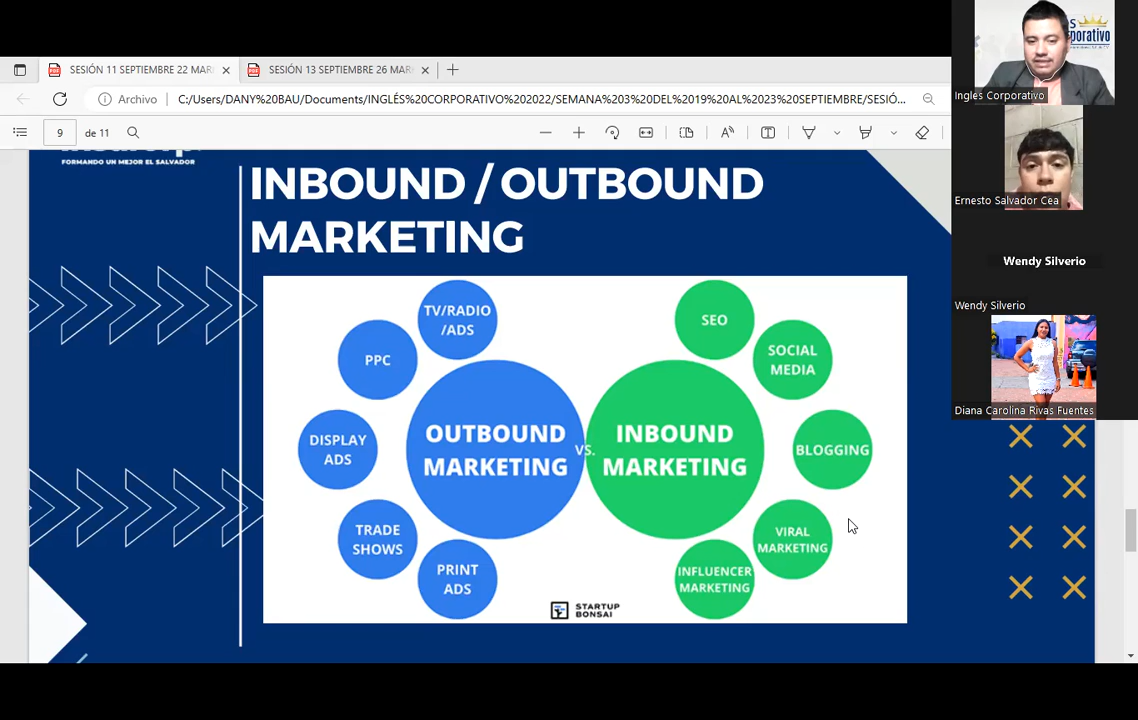 SESIÓN 11 SEPTIEMBRE 22 MAR
SESIÓN 13 SEPTIEMBRE 26 MAR
Archivo
C:/Users/DANY%20BAU/Documents/INGLÉS%20CORPORATIVO%202022/SEMANA%203%20DEL%2019%20AL%2023%20SEPTIEMBRE/SESIÓ...
9 de 11
FORMANDO UN MEJOR EL SALVADOR
INBOUND / OUTBOUND
MARKETING
TV/RADIO
/ADS
PPC
DISPLAY
ADS
TRADE
SHOWS
PRINT
ADS
OUTBOUND
MARKETING
VS.
INBOUND
MARKETING
SEO
SOCIAL
MEDIA
BLOGGING
VIRAL
MARKETING
INFLUENCER
MARKETING
STARTUP
BONSAI
Inglés Corporativo
Ernesto Salvador Cea
Wendy Silverio
Wendy Silverio
Diana Carolina Rivas Fuentes